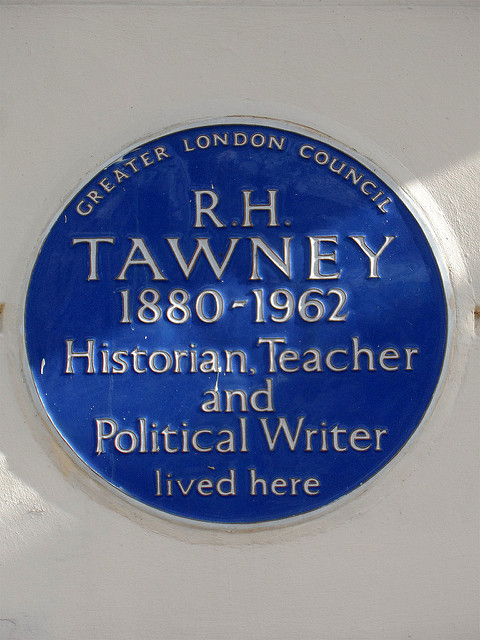 GREATER LONDON COUNCIL
R.H.
TAWNEY
1880-1962
Historian, Teacher
and
Political Writer
lived here